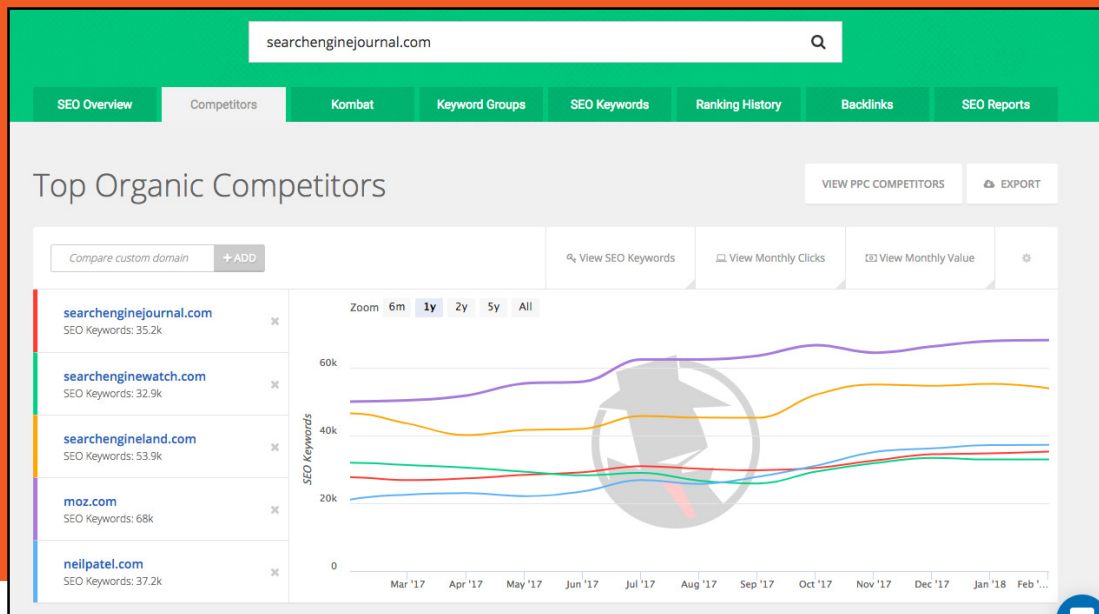 searchenginejournal.com
SEO Overview Competitors Kombat Keyword Groups SEO Keywords Ranking History Backlinks SEO Reports
Top Organic Competitors
VIEW PPC COMPETITORS EXPORT
Compare custom domain + ADD
View SEO Keywords View Monthly Clicks View Monthly Value
searchenginejournal.com
SEO Keywords: 35.2k
searchenginewatch.com
SEO Keywords: 32.9k
searchengineland.com
SEO Keywords: 53.9k
moz.com
SEO Keywords: 68k
neilpatel.com
SEO Keywords: 37.2k
Zoom 6m 1y 2y 5y All
SEO Keywords
60k
40k
20k
0
Mar '17 Apr '17 May '17 Jun '17 Jul '17 Aug '17 Sep '17 Oct '17 Nov '17 Dec '17 Jan '18 Feb '...